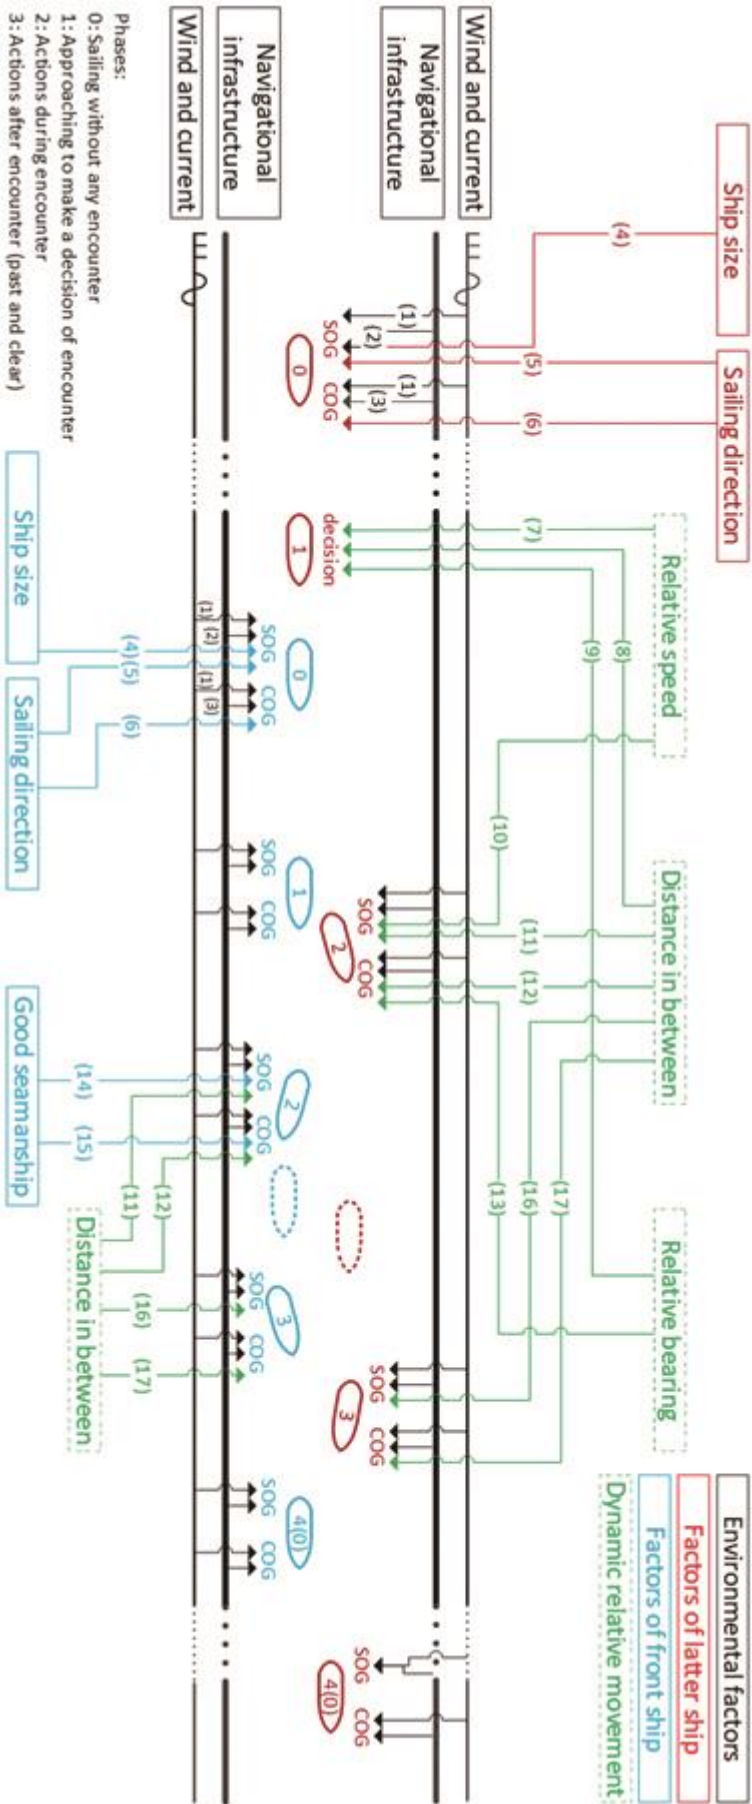 Ship size
Sailing direction
Relative speed
Distance in between
Relative bearing
Environmental factors
Factors of latter ship
Factors of front ship
Dynamic relative movement
(4)
(5)
(6)
(7)
(8)
(9)
(10)
(11)
(12)
(13)
(16)
(17)
Wind and current
Navigational
infrastructure
(1)
(2)
(1)
(3)
SOG
COG
0
decision
1
SOG
COG
2
SOG
COG
3
SOG
COG
4(0)
0
SOG
COG
1
SOG
COG
2
SOG
COG
3
SOG
COG
4(0)
SOG
COG
Navigational
infrastructure
Wind and current
(1)
(2)
(1)
(3)
(4)
(5)
(6)
(14)
(15)
(11)
(12)
(16)
(17)
Distance in between
Phases:
0: Sailing without any encounter
1: Approaching to make a decision of encounter
2: Actions during encounter
3: Actions after encounter (past and clear)
Ship size
Sailing direction
Good seamanship